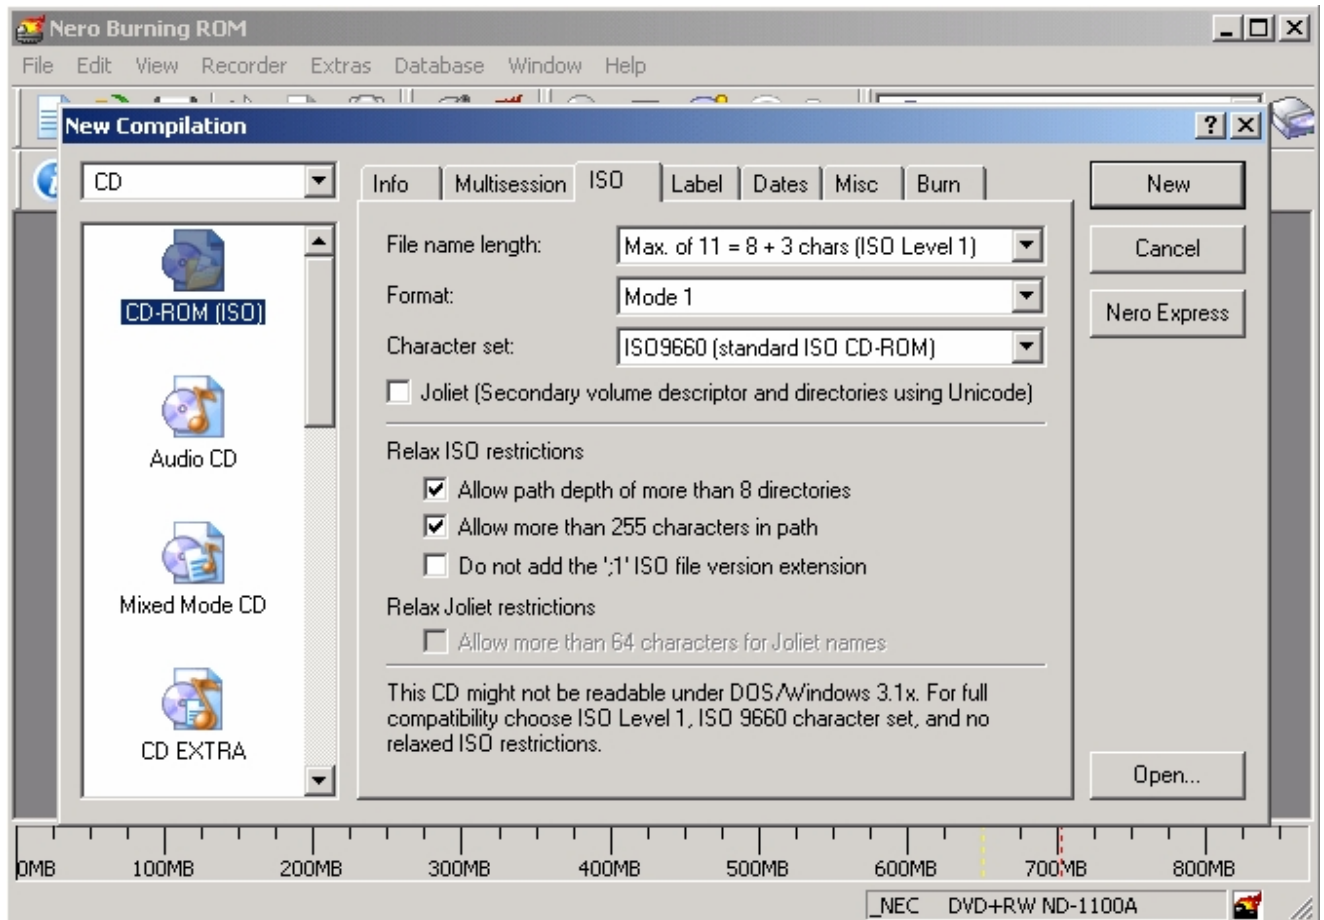 Nero Burning ROM
File Edit View Recorder Extras Database Window Help
New Compilation
CD
CD-ROM (ISO)
Audio CD
Mixed Mode CD
CD EXTRA
Info Multisession ISO Label Dates Misc Burn
File name length: Max. of 11 = 8 + 3 chars (ISO Level 1)
Format: Mode 1
Character set: ISO9660 (standard ISO CD-ROM)
Joliet (Secondary volume descriptor and directories using Unicode)
Relax ISO restrictions
Allow path depth of more than 8 directories
Allow more than 255 characters in path
Do not add the ';1' ISO file version extension
Relax Joliet restrictions
Allow more than 64 characters for Joliet names
This CD might not be readable under DOS/Windows 3.1x. For full
compatibility choose ISO Level 1, ISO 9660 character set, and no
relaxed ISO restrictions.
New
Cancel
Nero Express
Open...
0MB 100MB 200MB 300MB 400MB 500MB 600MB 700MB 800MB
_NEC DVD+RW ND-1100A